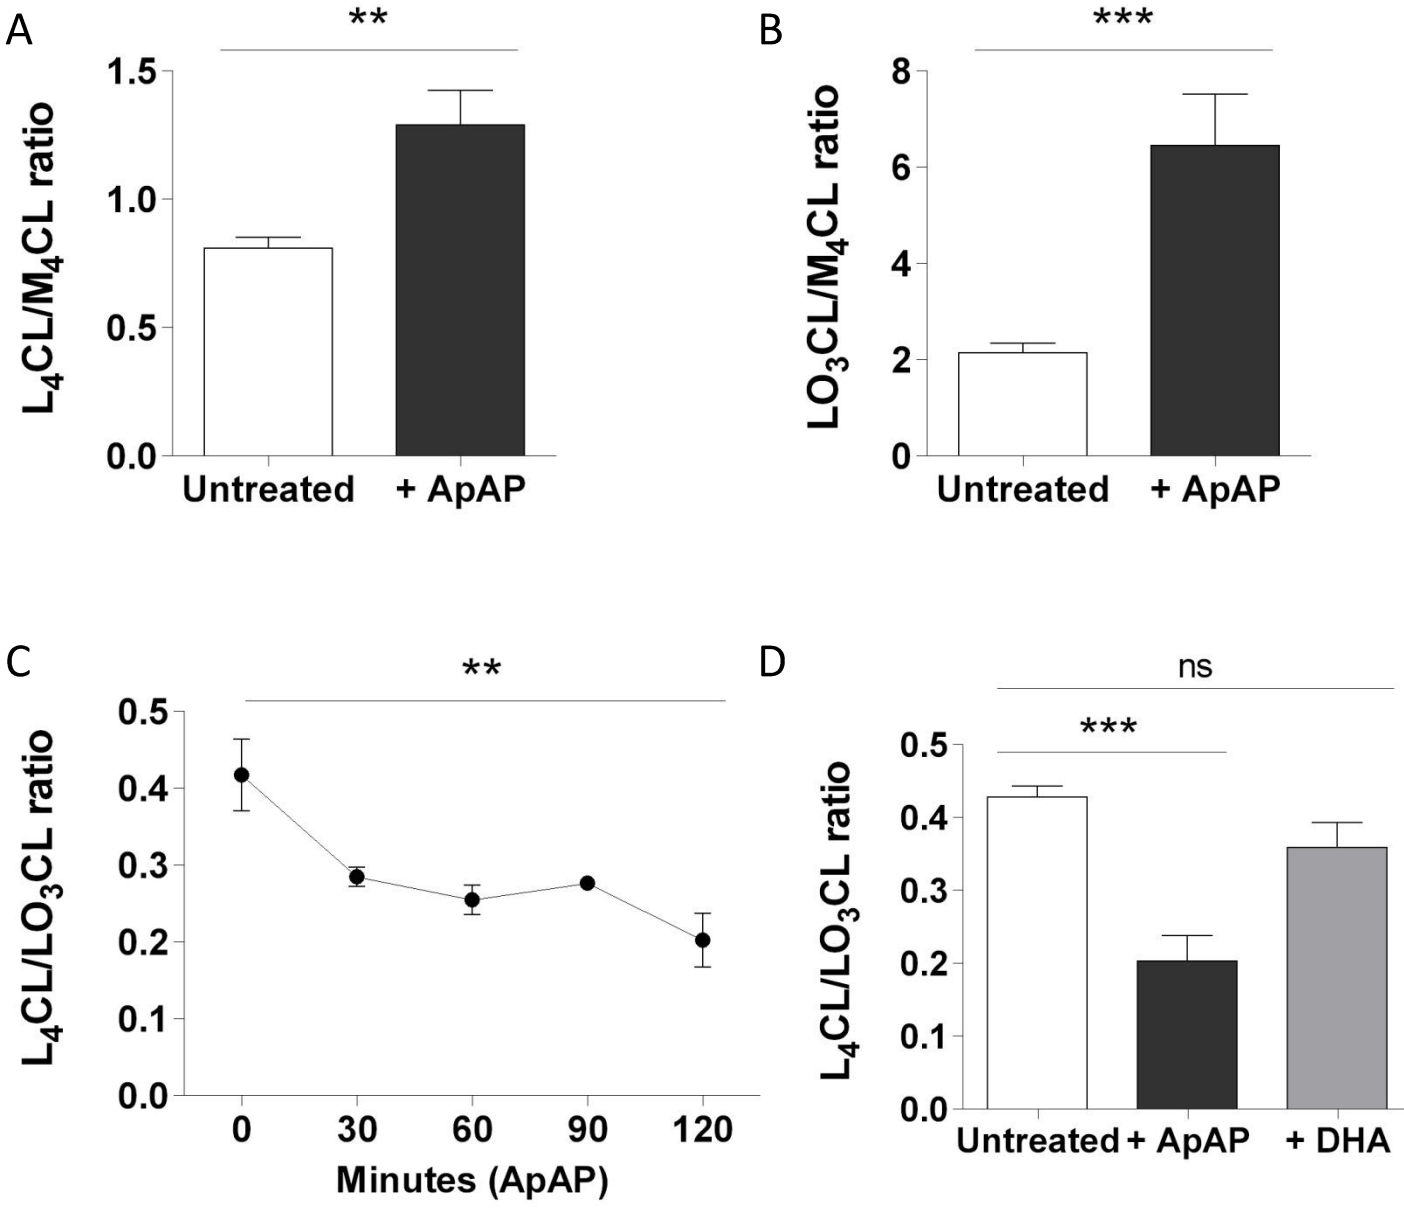 A
**
L4CL/M4CL ratio
1.5
1.0
0.5
0.0
Untreated
+ ApAP
B
***
LO3CL/M4CL ratio
8
6
4
2
0
Untreated
+ ApAP
C
**
L4CL/LO3CL ratio
0.5
0.4
0.3
0.2
0.1
0.0
0
30
60
90
120
Minutes (ApAP)
D
ns
***
L4CL/LO3CL ratio
0.5
0.4
0.3
0.2
0.1
0.0
Untreated
+ ApAP
+ DHA